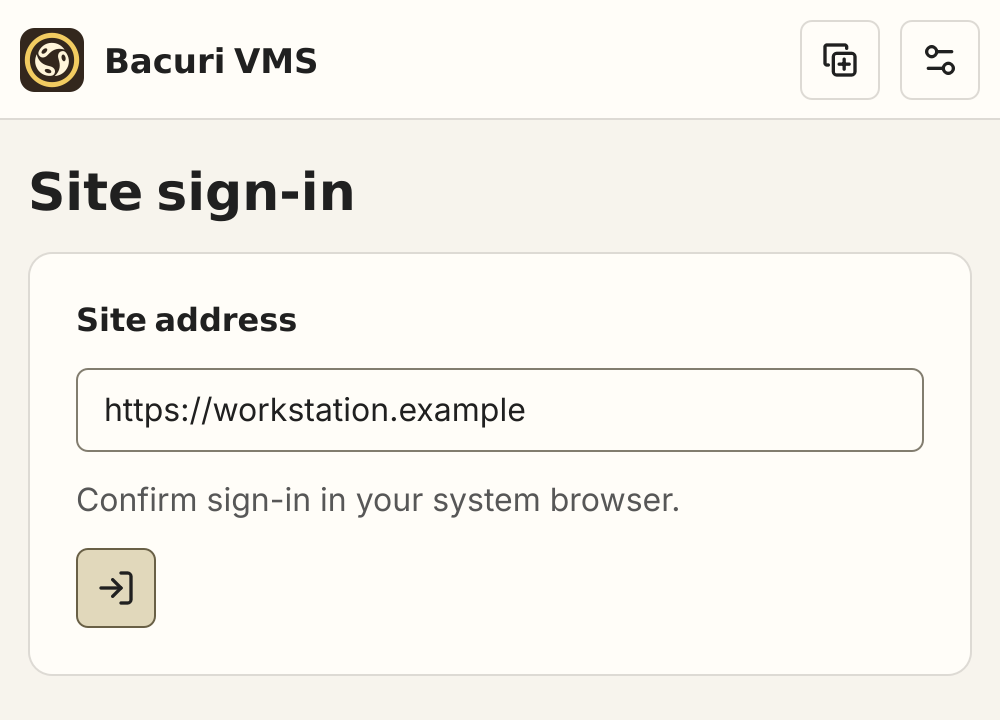 Bacuri VMS
Site sign-in
Site address
https://workstation.example
Confirm sign-in in your system browser.